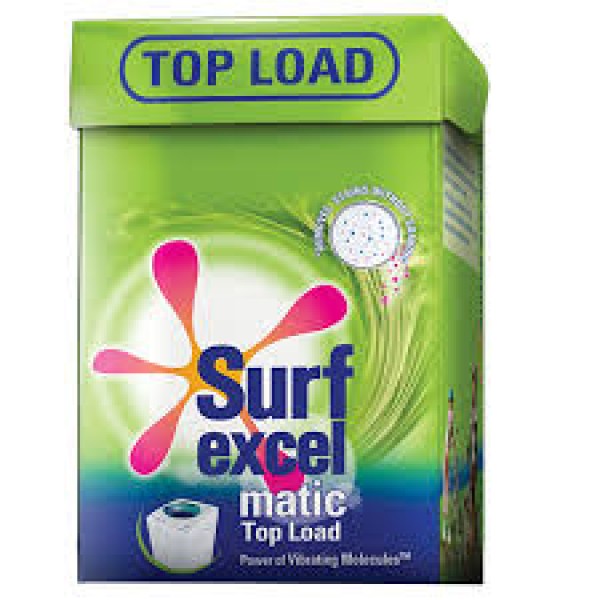 TOP LOAD
Surf
excel
matic
Top Load
Power of Vibrating Molecules™